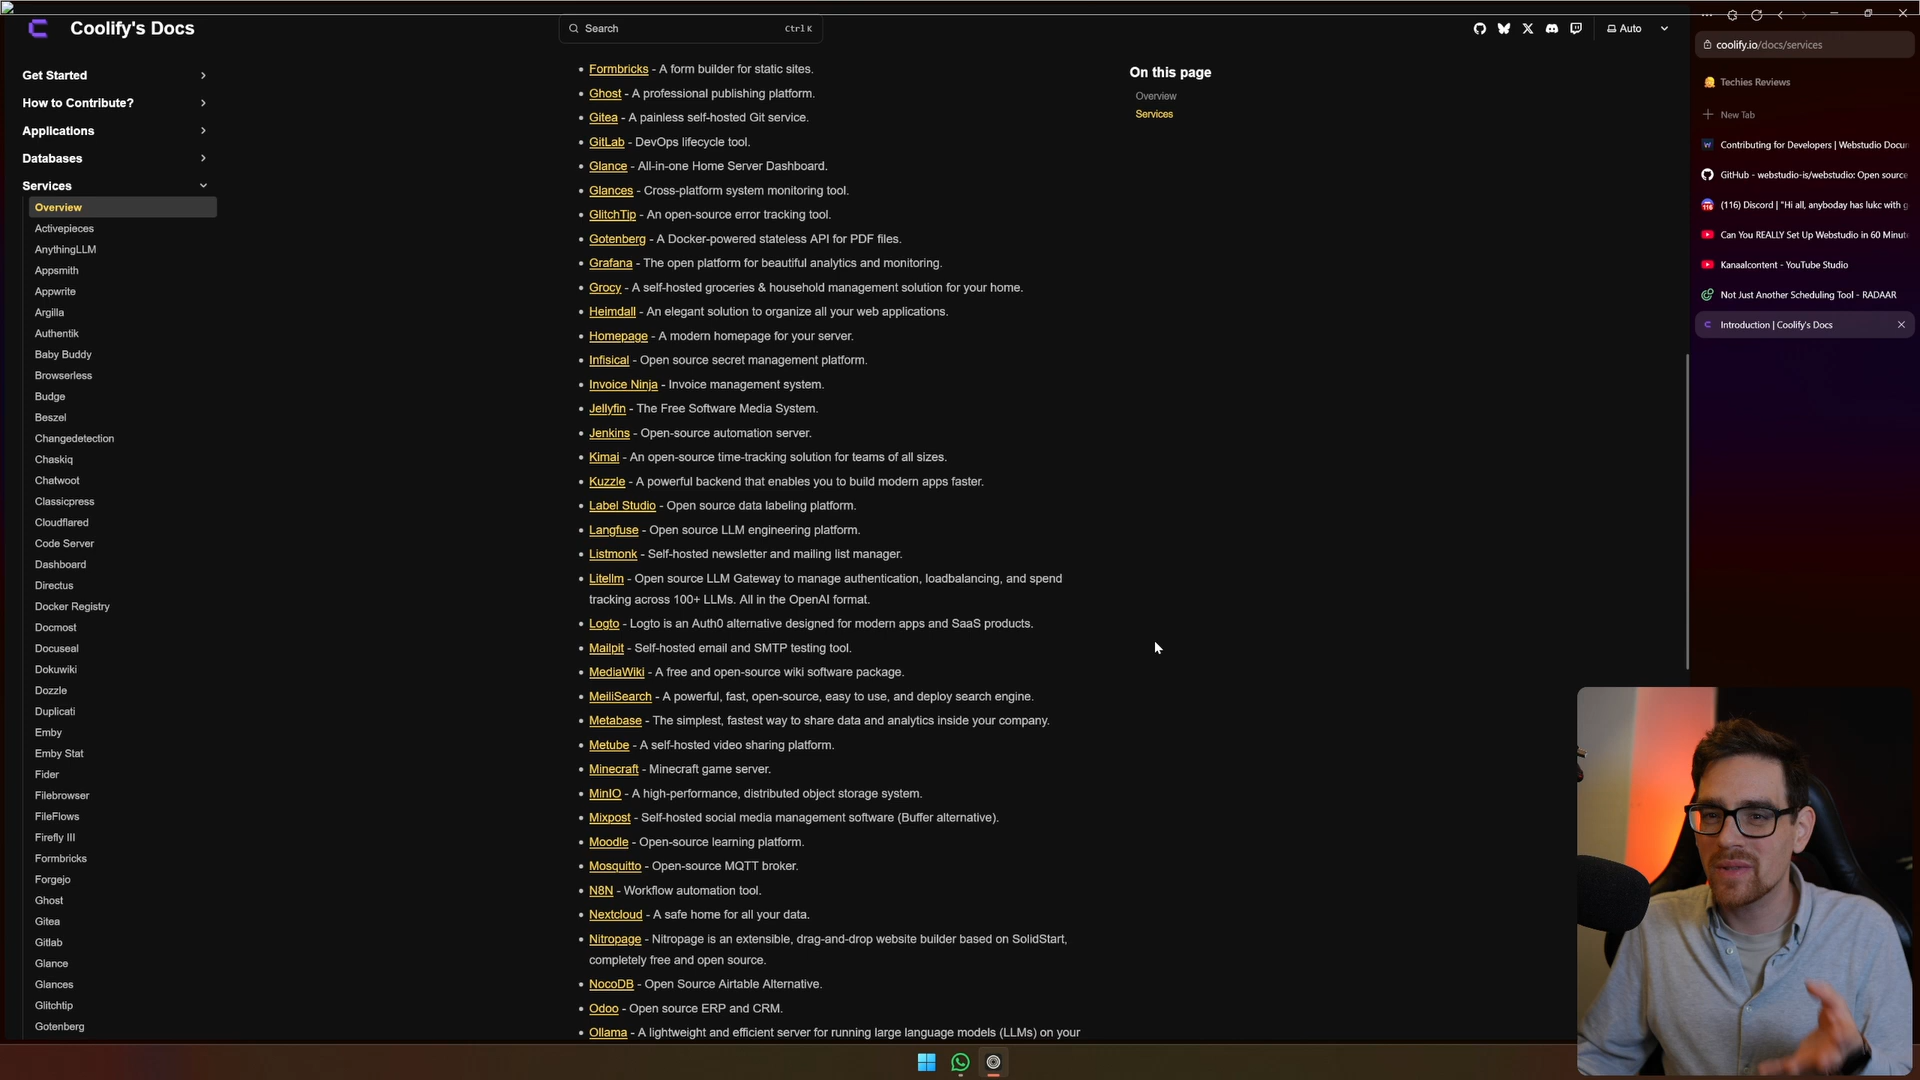 Coolify's Docs
Search
Ctrl K
Auto
Get Started
How to Contribute?
Applications
Databases
Services
Overview
Activepieces
AnythingLLM
Appsmith
Appwrite
Argilla
Authentik
Baby Buddy
Browserless
Budge
Beszel
Changedetection
Chaskiq
Chatwoot
Classicpress
Cloudflared
Code Server
Dashboard
Directus
Docker Registry
Docmost
Docuseal
Dokuwiki
Dozzle
Duplicati
Emby
Emby Stat
Fider
Filebrowser
FileFlows
Firefly III
Formbricks
Forgejo
Ghost
Gitea
Gitlab
Glance
Glances
Glitchtip
Gotenberg
Formbricks - A form builder for static sites.
Ghost - A professional publishing platform.
Gitea - A painless self-hosted Git service.
GitLab - DevOps lifecycle tool.
Glance - All-in-one Home Server Dashboard.
Glances - Cross-platform system monitoring tool.
GlitchTip - An open-source error tracking tool.
Gotenberg - A Docker-powered stateless API for PDF files.
Grafana - The open platform for beautiful analytics and monitoring.
Grocy - A self-hosted groceries & household management solution for your home.
Heimdall - An elegant solution to organize all your web applications.
Homepage - A modern homepage for your server.
Infisical - Open source secret management platform.
Invoice Ninja - Invoice management system.
Jellyfin - The Free Software Media System.
Jenkins - Open-source automation server.
Kimai - An open-source time-tracking solution for teams of all sizes.
Kuzzle - A powerful backend that enables you to build modern apps faster.
Label Studio - Open source data labeling platform.
Langfuse - Open source LLM engineering platform.
Listmonk - Self-hosted newsletter and mailing list manager.
Litellm - Open source LLM Gateway to manage authentication, loadbalancing, and spend
tracking across 100+ LLMs. All in the OpenAI format.
Logto - Logto is an Auth0 alternative designed for modern apps and SaaS products.
Mailpit - Self-hosted email and SMTP testing tool.
MediaWiki - A free and open-source wiki software package.
MeiliSearch - A powerful, fast, open-source, easy to use, and deploy search engine.
Metabase - The simplest, fastest way to share data and analytics inside your company.
Metube - A self-hosted video sharing platform.
Minecraft - Minecraft game server.
MinIO - A high-performance, distributed object storage system.
Mixpost - Self-hosted social media management software (Buffer alternative).
Moodle - Open-source learning platform.
Mosquitto - Open-source MQTT broker.
N8N - Workflow automation tool.
Nextcloud - A safe home for all your data.
Nitropage - Nitropage is an extensible, drag-and-drop website builder based on SolidStart,
completely free and open source.
NocoDB - Open Source Airtable Alternative.
Odoo - Open source ERP and CRM.
Ollama - A lightweight and efficient server for running large language models (LLMs) on your
On this page
Overview
Services
coolify.io/docs/services
Techies Reviews
New Tab
Contributing for Developers | Webstudio Docu
GitHub - webstudio-is/webstudio: Open source
(116) Discord | "Hi all, anyboday has lukc with g
Can You REALLY Set Up Webstudio in 60 Minut
Kanaalcontent - YouTube Studio
Not Just Another Scheduling Tool - RADAAR
Introduction | Coolify's Docs